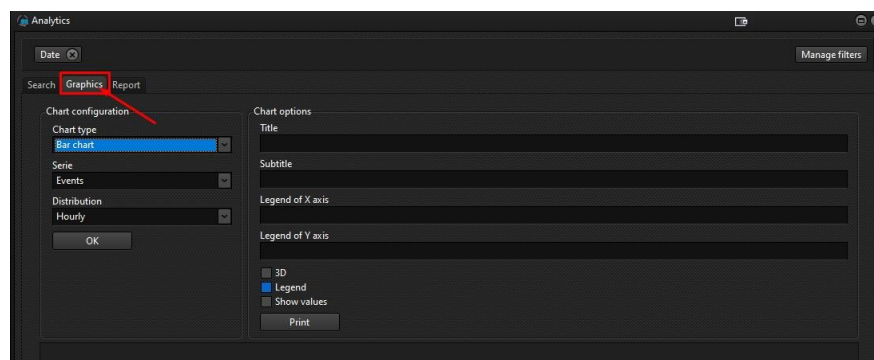 Analytics
Date
Manage filters
Search Graphics Report
Chart configuration
Chart type
Bar chart
Serie
Events
Distribution
Hourly
OK
Chart options
Title
Subtitle
Legend of X axis
Legend of Y axis
3D
Legend
Show values
Print